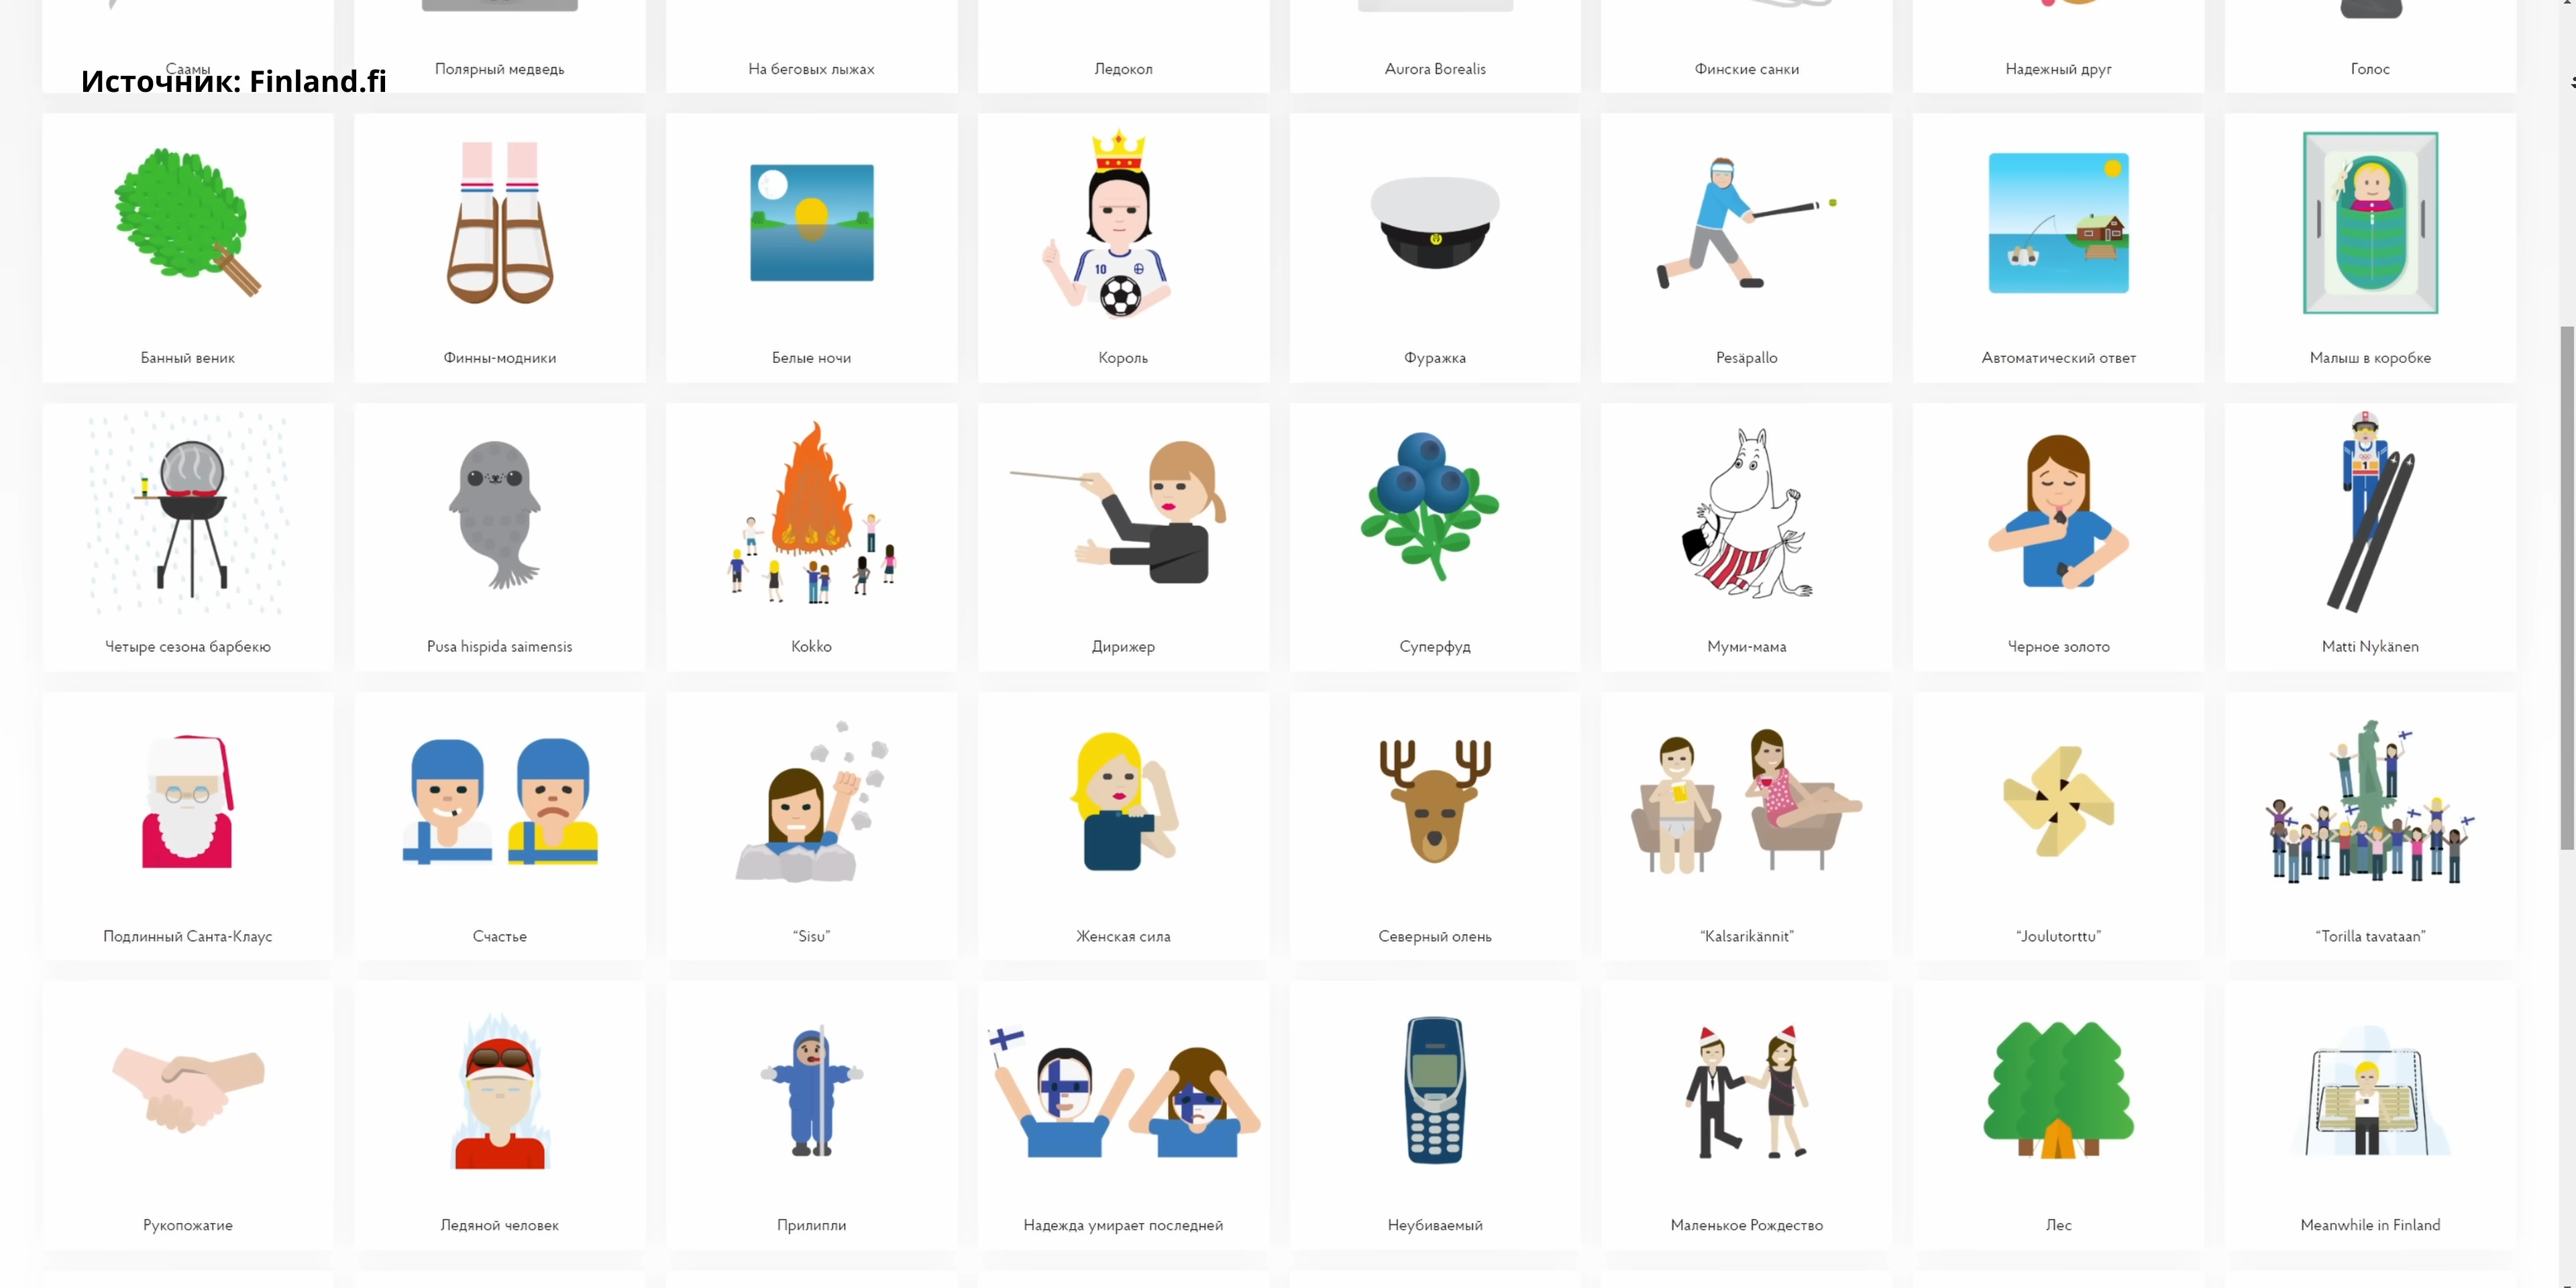 Саамы
Полярный медведь
На беговых лыжах
Ледокол
Aurora Borealis
Финские санки
Надежный друг
Голос
Источник: Finland.fi
Банный веник
Финны-модники
Белые ночи
Король
Фуражка
Pesäpallo
Автоматический ответ
Малыш в коробке
10
Четыре сезона барбекю
Pusa hispida saimensis
Kokko
Дирижер
Суперфуд
Муми-мама
Черное золото
Matti Nykänen
1
Подлинный Санта-Клаус
Счастье
“Sisu”
Женская сила
Северный олень
“Kalsarikännit”
“Joulutorttu”
“Torilla tavataan”
Рукопожатие
Ледяной человек
Прилипли
Надежда умирает последней
Неубиваемый
Маленькое Рождество
Лес
Meanwhile in Finland